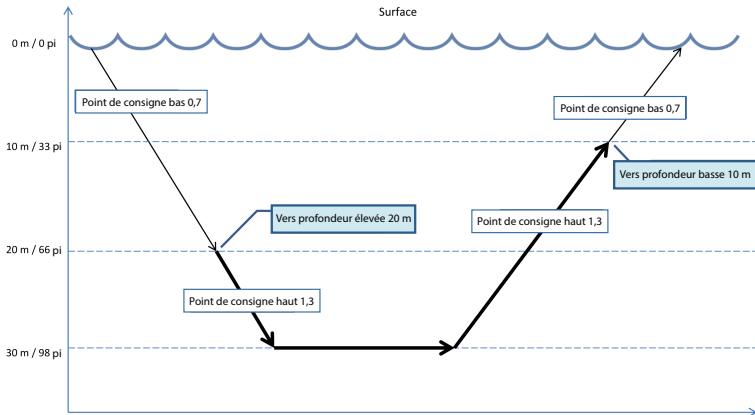 Surface
0 m / 0 pi
Point de consigne bas 0,7
Point de consigne bas 0,7
10 m / 33 pi
Vers profondeur basse 10 m
Vers profondeur élevée 20 m
Point de consigne haut 1,3
20 m / 66 pi
Point de consigne haut 1,3
30 m / 98 pi